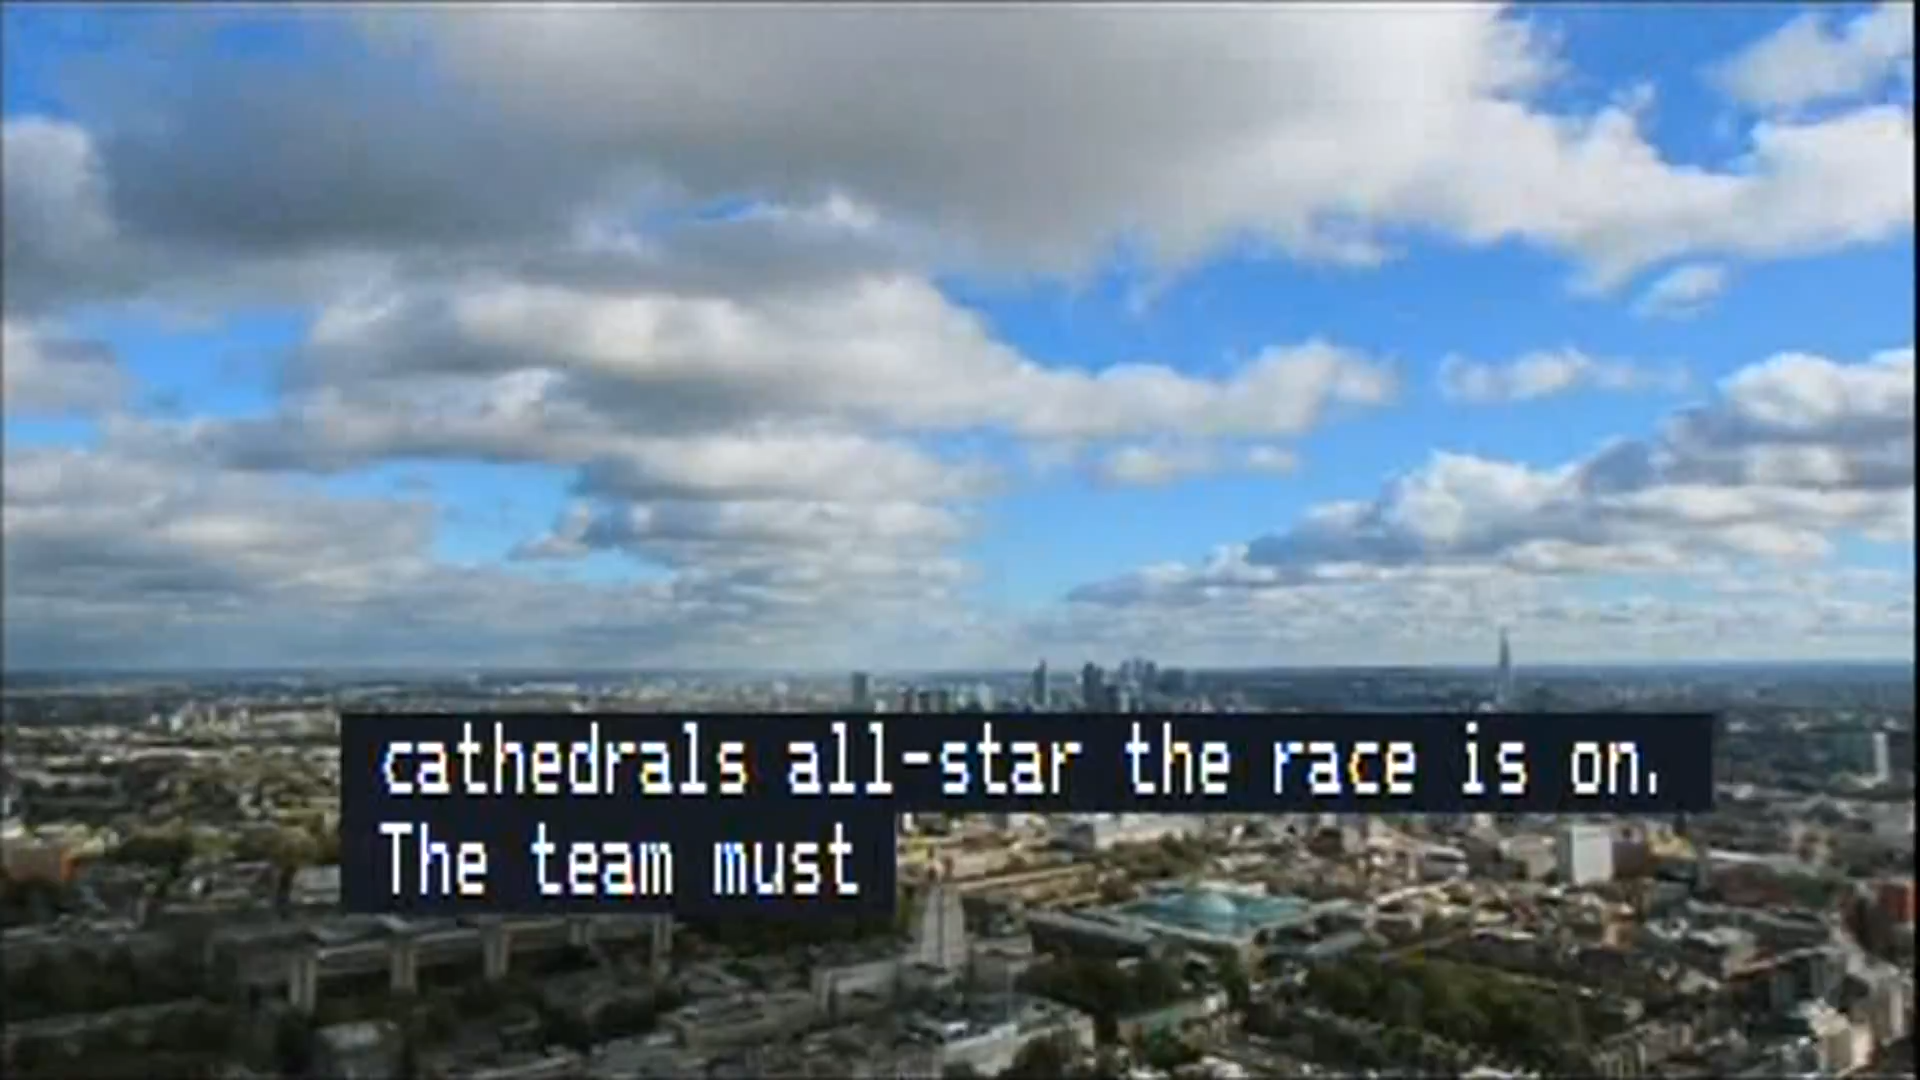 cathedrals all-star the race is on.
The team must